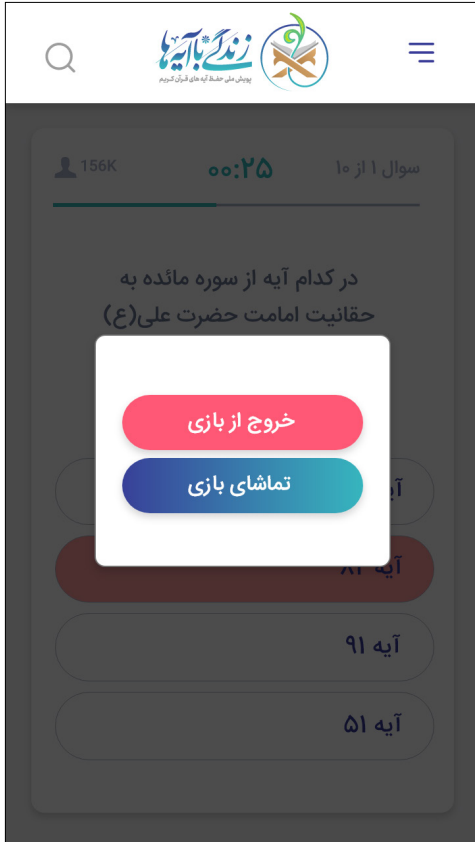 زندگی با آیه‌ها
پویش ملی حفظ آیه های قرآن کریم
سوال ۱ از ۱۰
۰۰:۲۵
156K
در کدام آیه از سوره مائده به
حقانیت امامت حضرت علی(ع)
خروج از بازی
تماشای بازی
آیه
آیه ۹۱
آیه ۵۱